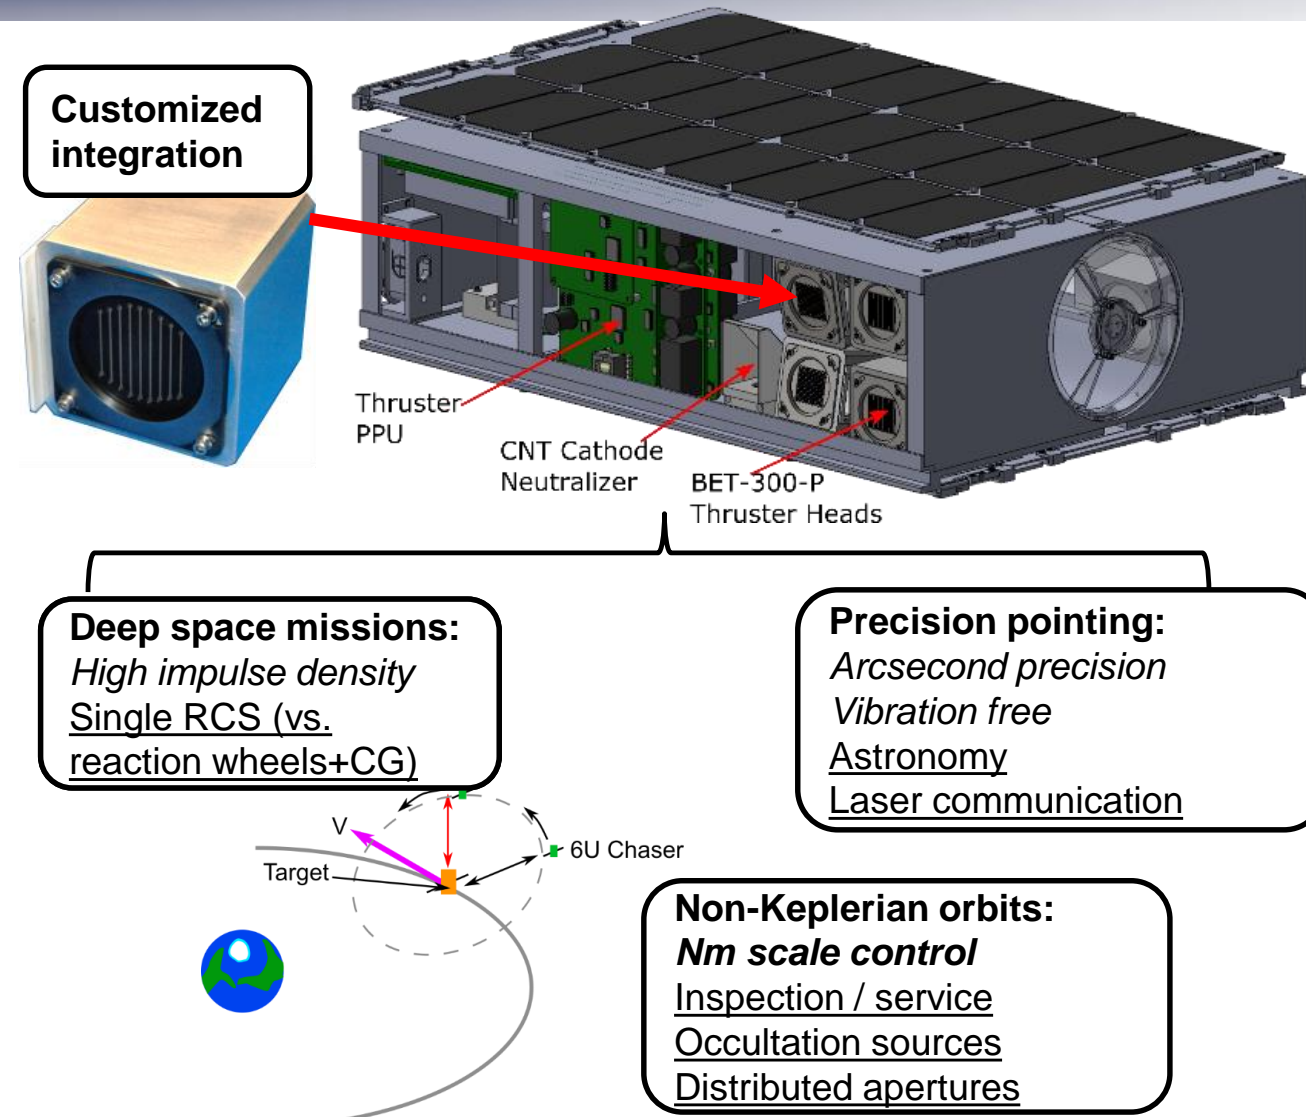 Customized
integration
Thruster
PPU
CNT Cathode
Neutralizer
BET-300-P
Thruster Heads
Deep space missions:
High impulse density
Single RCS (vs.
reaction wheels+CG)
Precision pointing:
Arcsecond precision
Vibration free
Astronomy
Laser communication
V
Target
6U Chaser
Non-Keplerian orbits:
Nm scale control
Inspection / service
Occultation sources
Distributed apertures